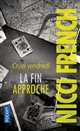 NICCI FRENCH
Cruel vendredi
LA FIN
APPROCHE